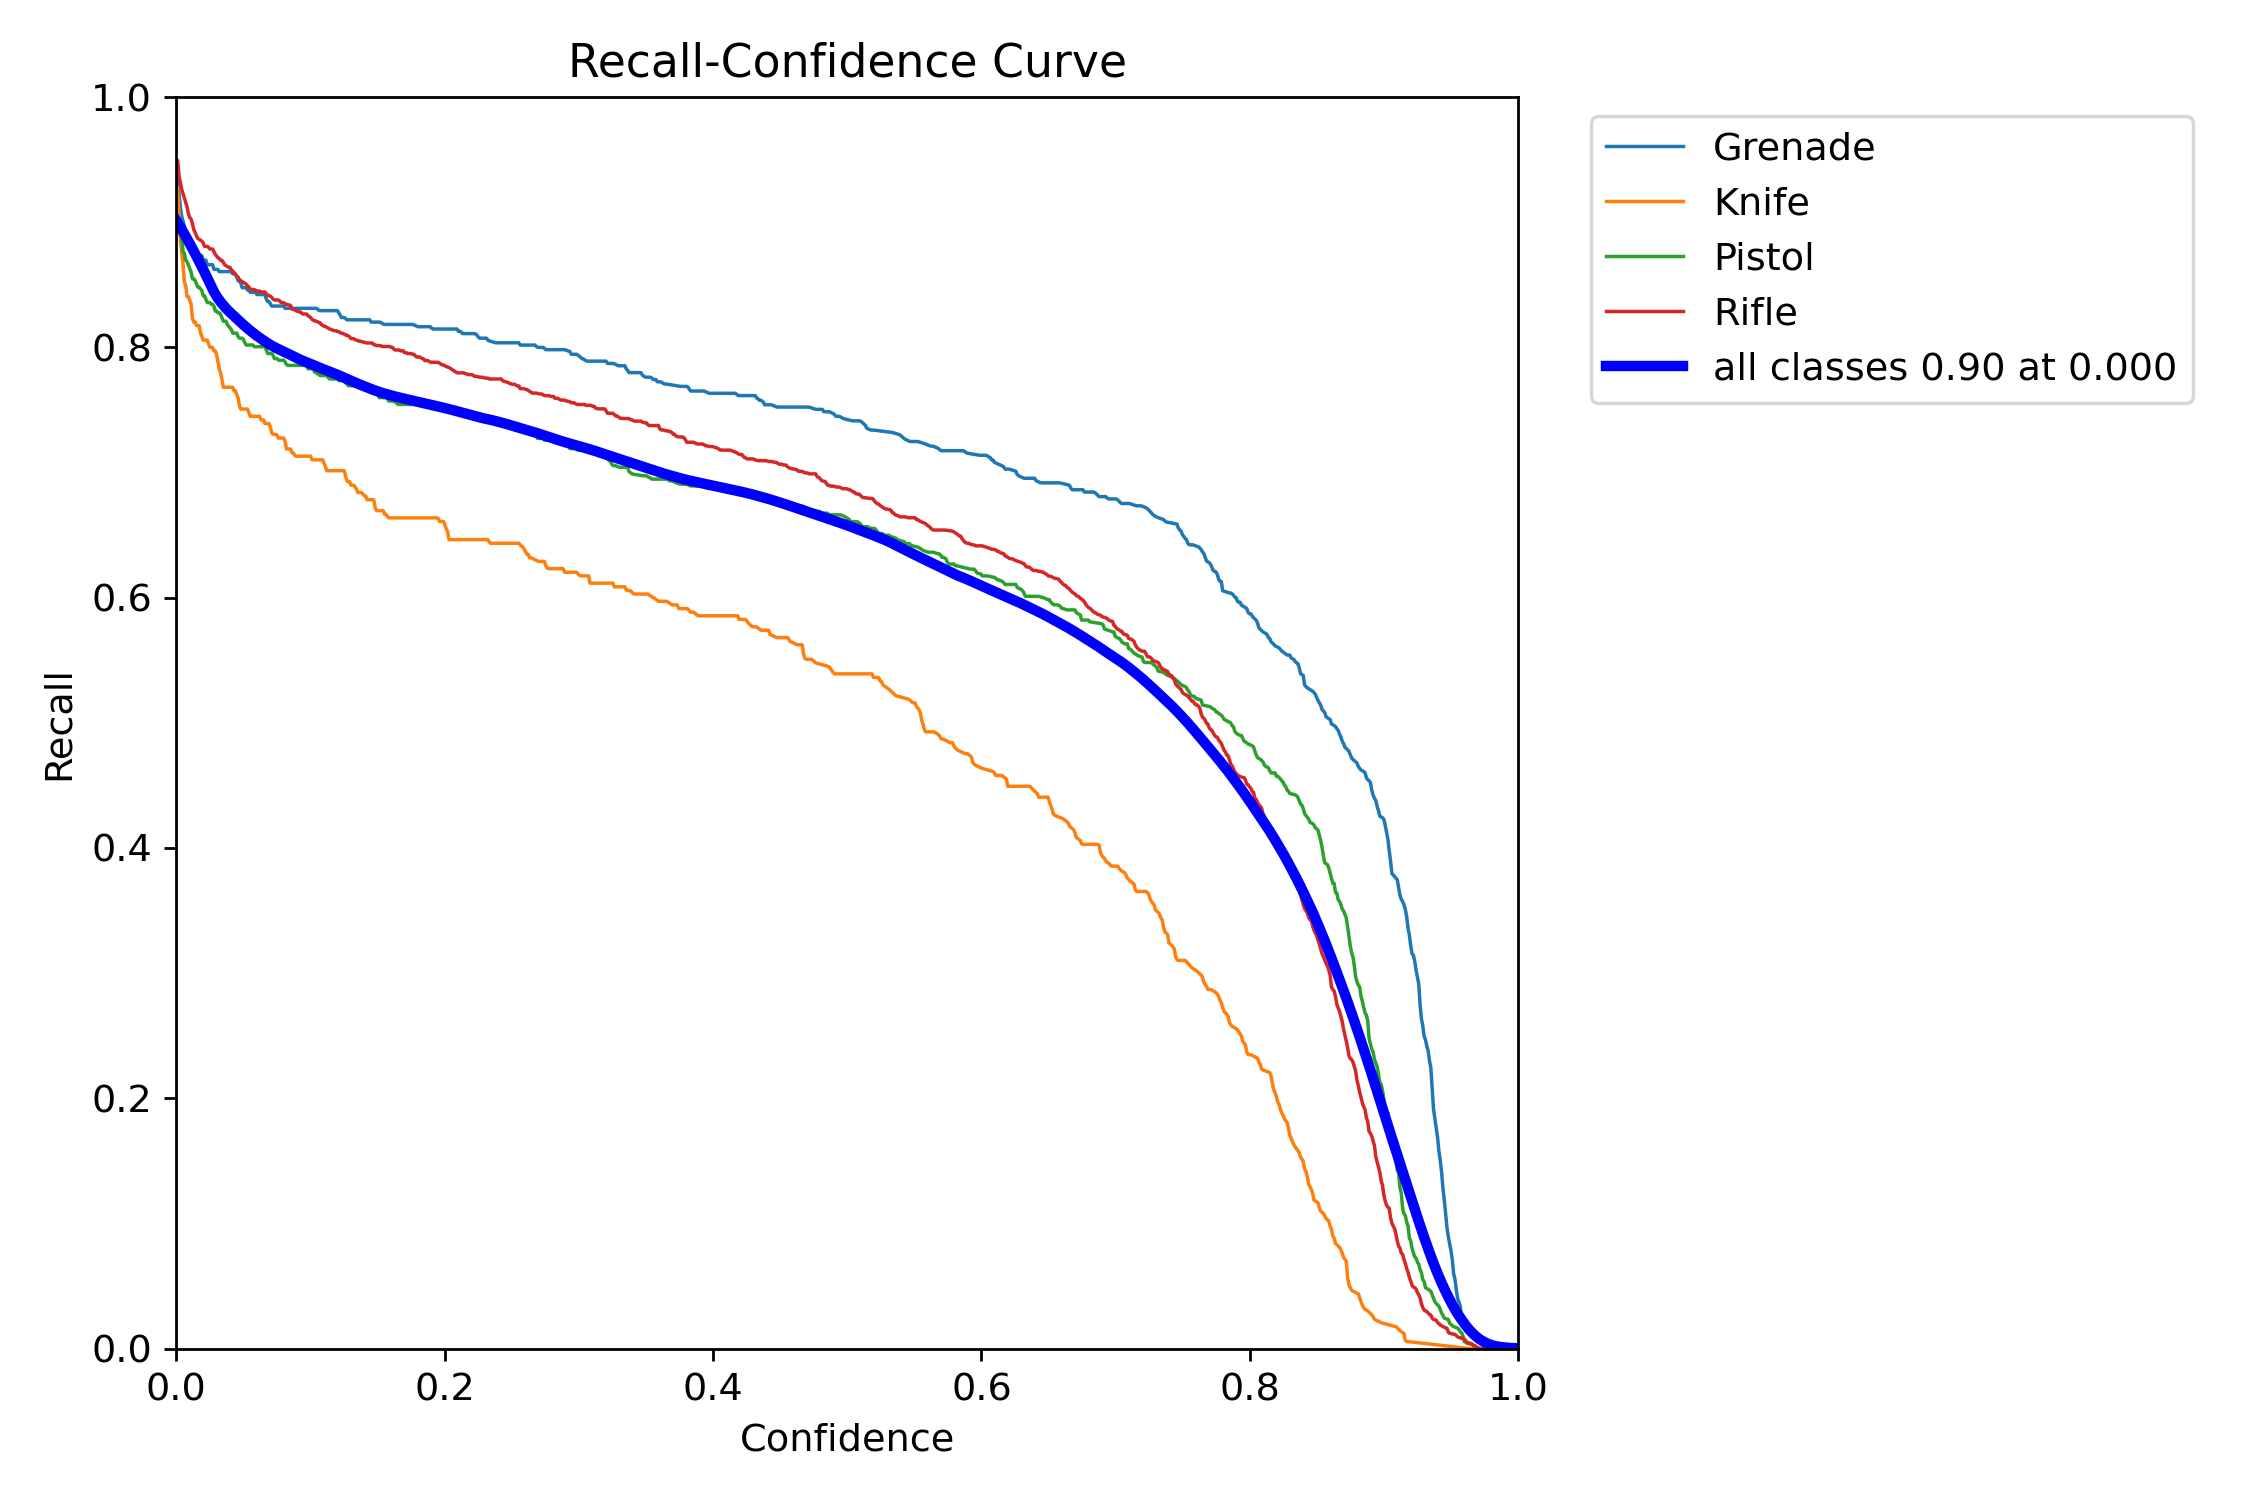 Recall-Confidence Curve
1.0
0.8
0.6
0.4
0.2
0.0
Recall
0.0 0.2 0.4 0.6 0.8 1.0
Confidence
Grenade
Knife
Pistol
Rifle
all classes 0.90 at 0.000